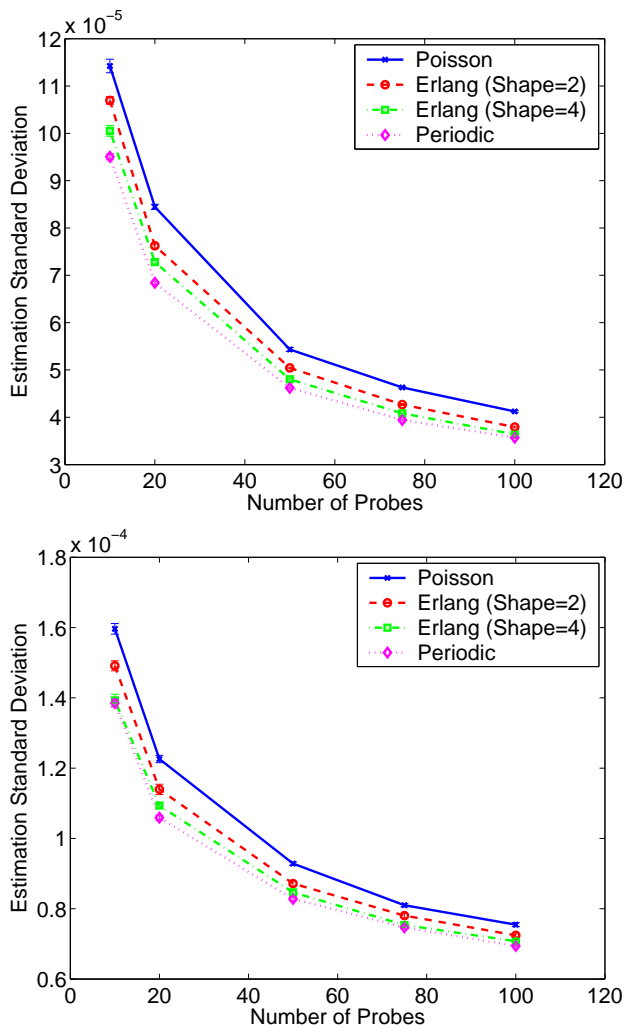 x 10⁻⁵
12
11
10
9
8
7
6
5
4
3
0 20 40 60 80 100 120
Estimation Standard Deviation
Number of Probes
Poisson
Erlang (Shape=2)
Erlang (Shape=4)
Periodic
x 10⁻⁴
1.8
1.6
1.4
1.2
1
0.8
0.6
0 20 40 60 80 100 120
Estimation Standard Deviation
Number of Probes
Poisson
Erlang (Shape=2)
Erlang (Shape=4)
Periodic